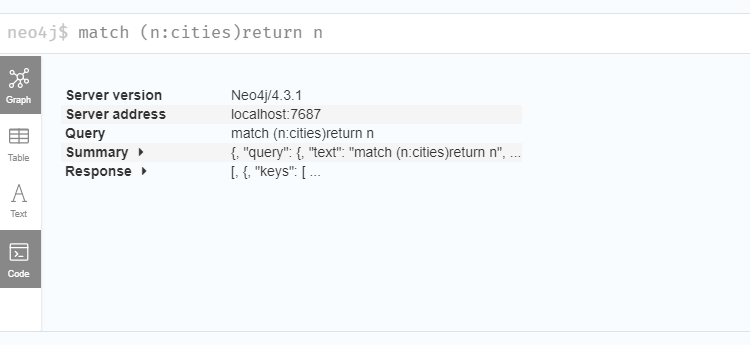 neo4j$ match (n:cities)return n
Graph
Table
Text
Code
Server version Neo4j/4.3.1
Server address localhost:7687
Query match (n:cities)return n
Summary {, "query": {, "text": "match (n:cities)return n", ...
Response [, {, "keys": [ ...